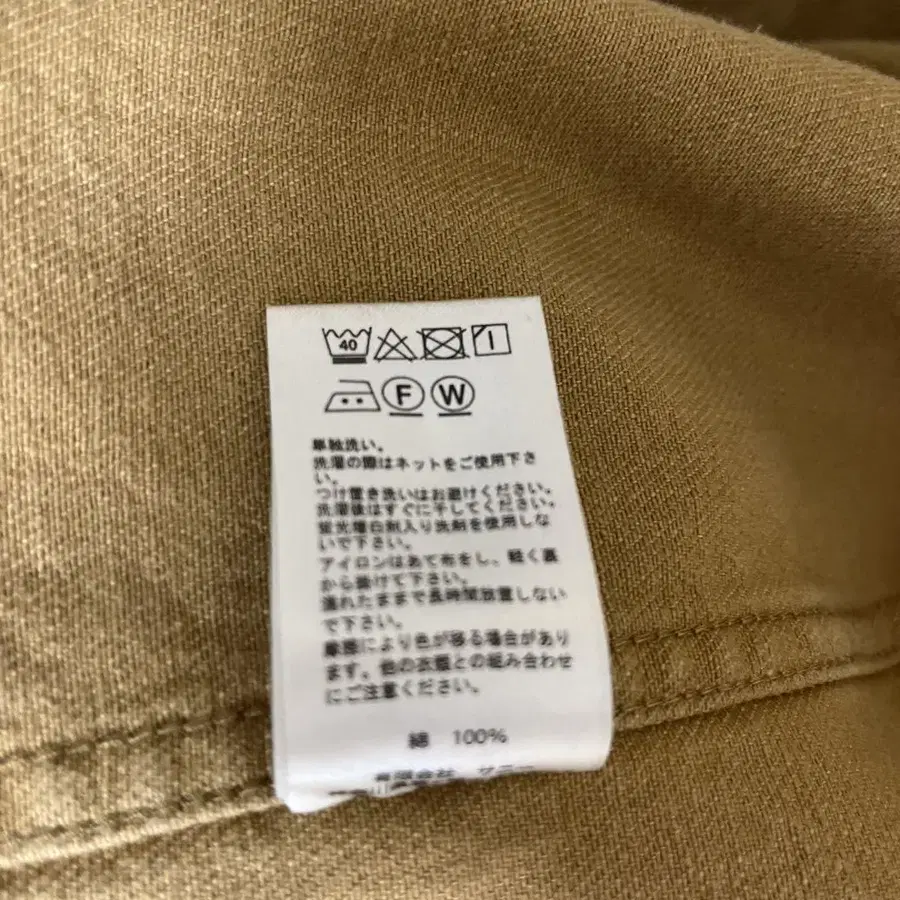 40
F W
単独洗い。
洗濯の際はネットをご使用下さ
い。
つけ置き洗いはお避けください。
洗濯後はすぐに干してください。
蛍光増白剤入り洗剤を使用しな
いで下さい。
アイロンはあて布をし、軽く裏
から掛けて下さい。
濡れたままで長時間放置しない
で下さい。
摩擦により色が移る場合があり
ます。他の衣類との組み合わせ
にご注意ください。
綿 100%
有限会社